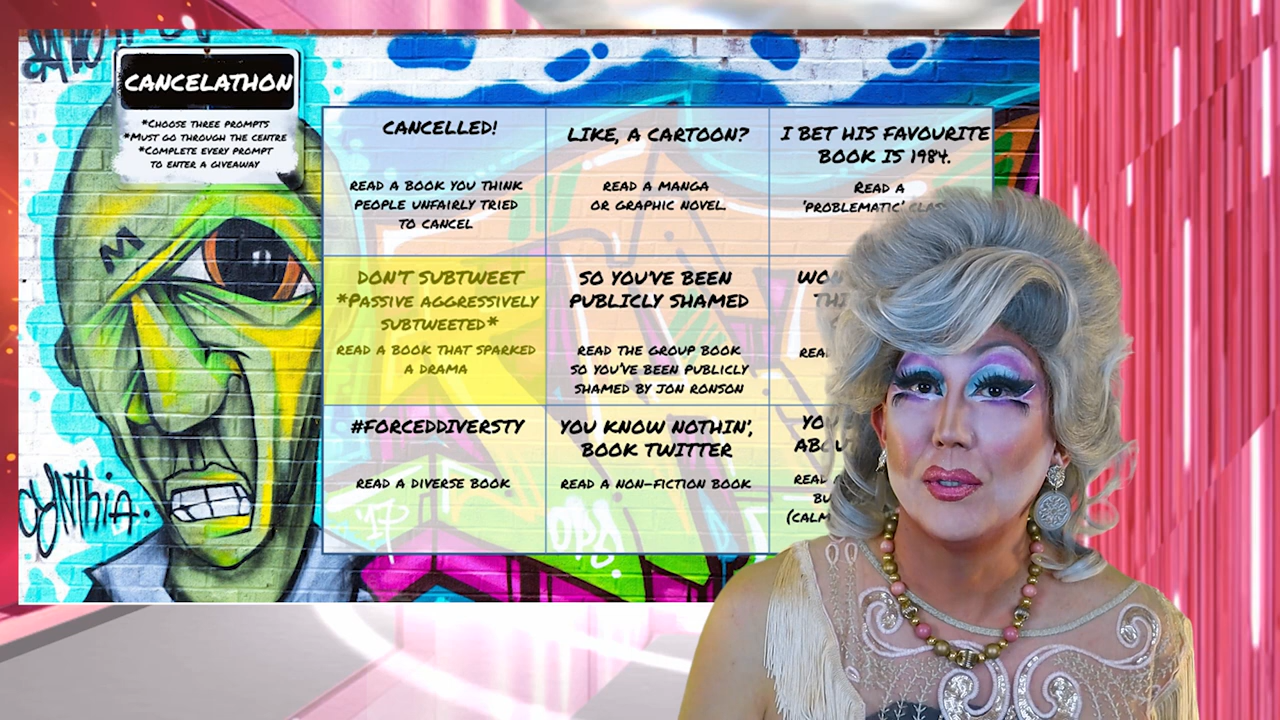 CANCELATHON
*CHOOSE THREE PROMPTS
*MUST GO THROUGH THE CENTRE
*COMPLETE EVERY PROMPT
TO ENTER A GIVEAWAY
CANCELLED!
READ A BOOK YOU THINK
PEOPLE UNFAIRLY TRIED
TO CANCEL
LIKE, A CARTOON?
READ A MANGA
OR GRAPHIC NOVEL.
I BET HIS FAVOURITE
BOOK IS 1984.
READ A
'PROBLEMATIC'
DON'T SUBTWEET
*PASSIVE AGGRESSIVELY
SUBTWEETED*
READ A BOOK THAT SPARKED
A DRAMA
SO YOU'VE BEEN
PUBLICLY SHAMED
READ THE GROUP BOOK
SO YOU'VE BEEN PUBLICLY
SHAMED BY JON RONSON
#FORCEDDIVERSTY
READ A DIVERSE BOOK
YOU KNOW NOTHIN',
BOOK TWITTER
READ A NON-FICTION BOOK
CYNTHIA.
'17